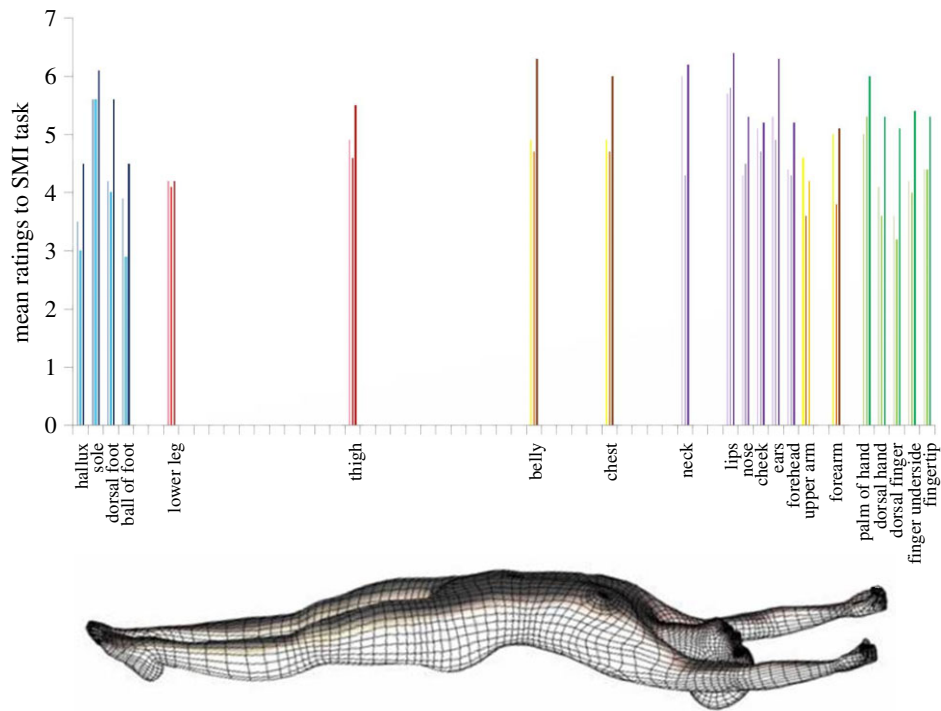 7
6
5
4
3
2
1
0
mean ratings to SMI task
hallux
sole
dorsal foot
ball of foot
lower leg
thigh
belly
chest
neck
lips
nose
cheek
ears
forehead
upper arm
forearm
palm of hand
dorsal hand
dorsal finger
finger underside
fingertip